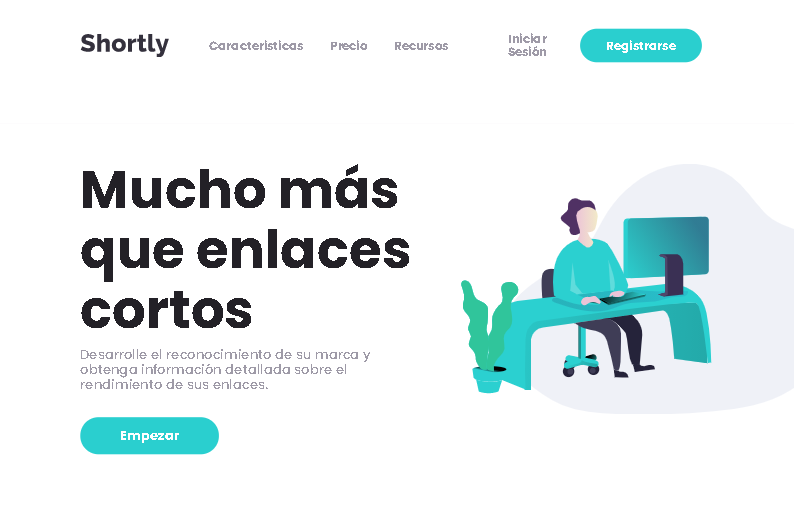 Shortly
Caracteristicas
Precio
Recursos
Iniciar
Sesión
Registrarse
Mucho más
que enlaces
cortos
Desarrolle el reconocimiento de su marca y
obtenga información detallada sobre el
rendimiento de sus enlaces.
Empezar